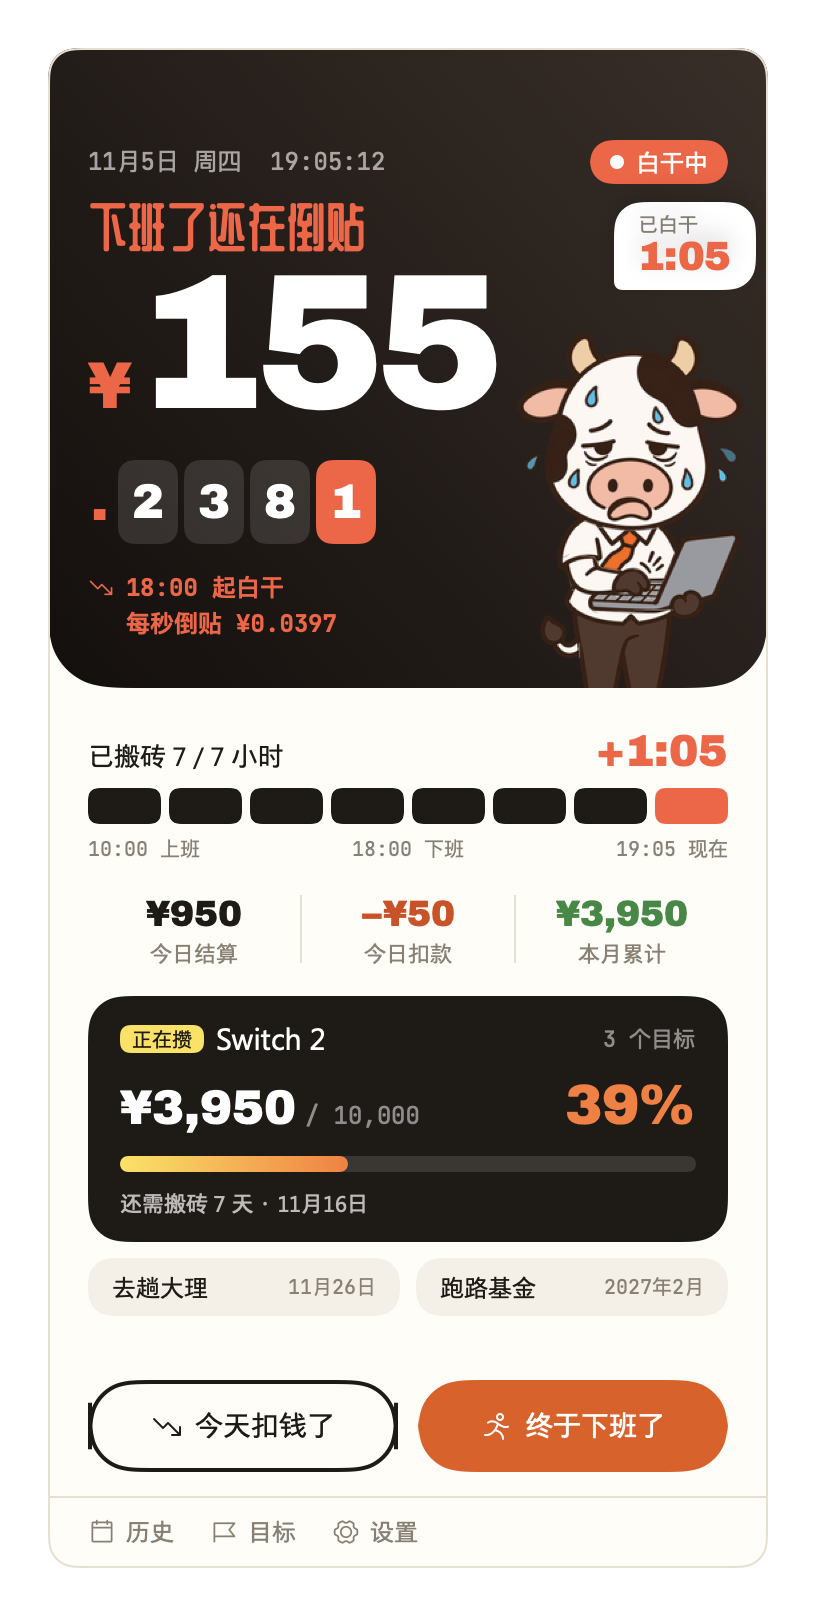 11月5日 周四 19:05:12
白干中
下班了还在倒贴
已白干
1:05
¥155
.2381
18:00 起白干
每秒倒贴 ¥0.0397
已搬砖 7 / 7 小时
+1:05
10:00 上班
18:00 下班
19:05 现在
¥950
今日结算
–¥50
今日扣款
¥3,950
本月累计
正在攒 Switch 2
3 个目标
¥3,950 / 10,000
39%
还需搬砖 7 天 · 11月16日
去趟大理 11月26日
跑路基金 2027年2月
今天扣钱了
终于下班了
历史
目标
设置